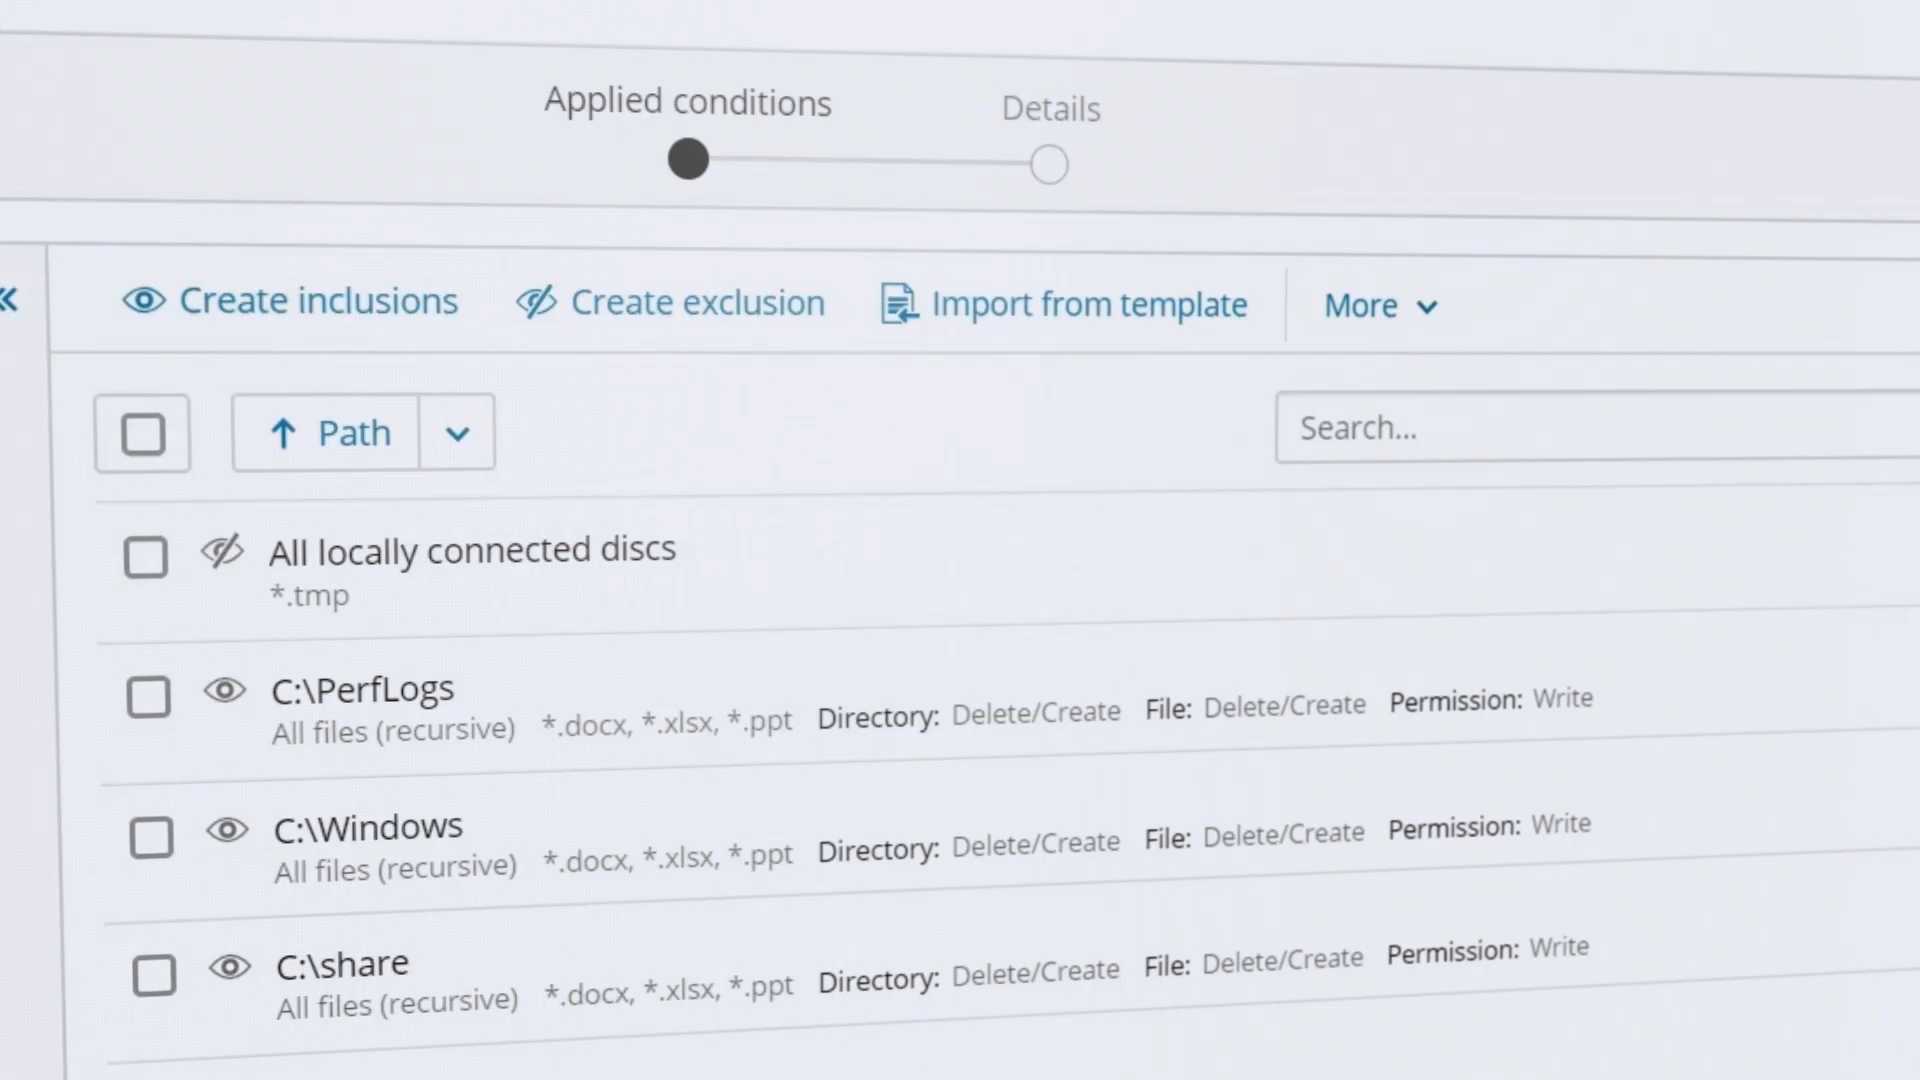 Applied conditions Details
Create inclusions Create exclusion Import from template More
Path Search...
All locally connected discs
*.tmp
C:\PerfLogs
All files (recursive) *.docx, *.xlsx, *.ppt Directory: Delete/Create File: Delete/Create Permission: Write
C:\Windows
All files (recursive) *.docx, *.xlsx, *.ppt Directory: Delete/Create File: Delete/Create Permission: Write
C:\share
All files (recursive) *.docx, *.xlsx, *.ppt Directory: Delete/Create File: Delete/Create Permission: Write